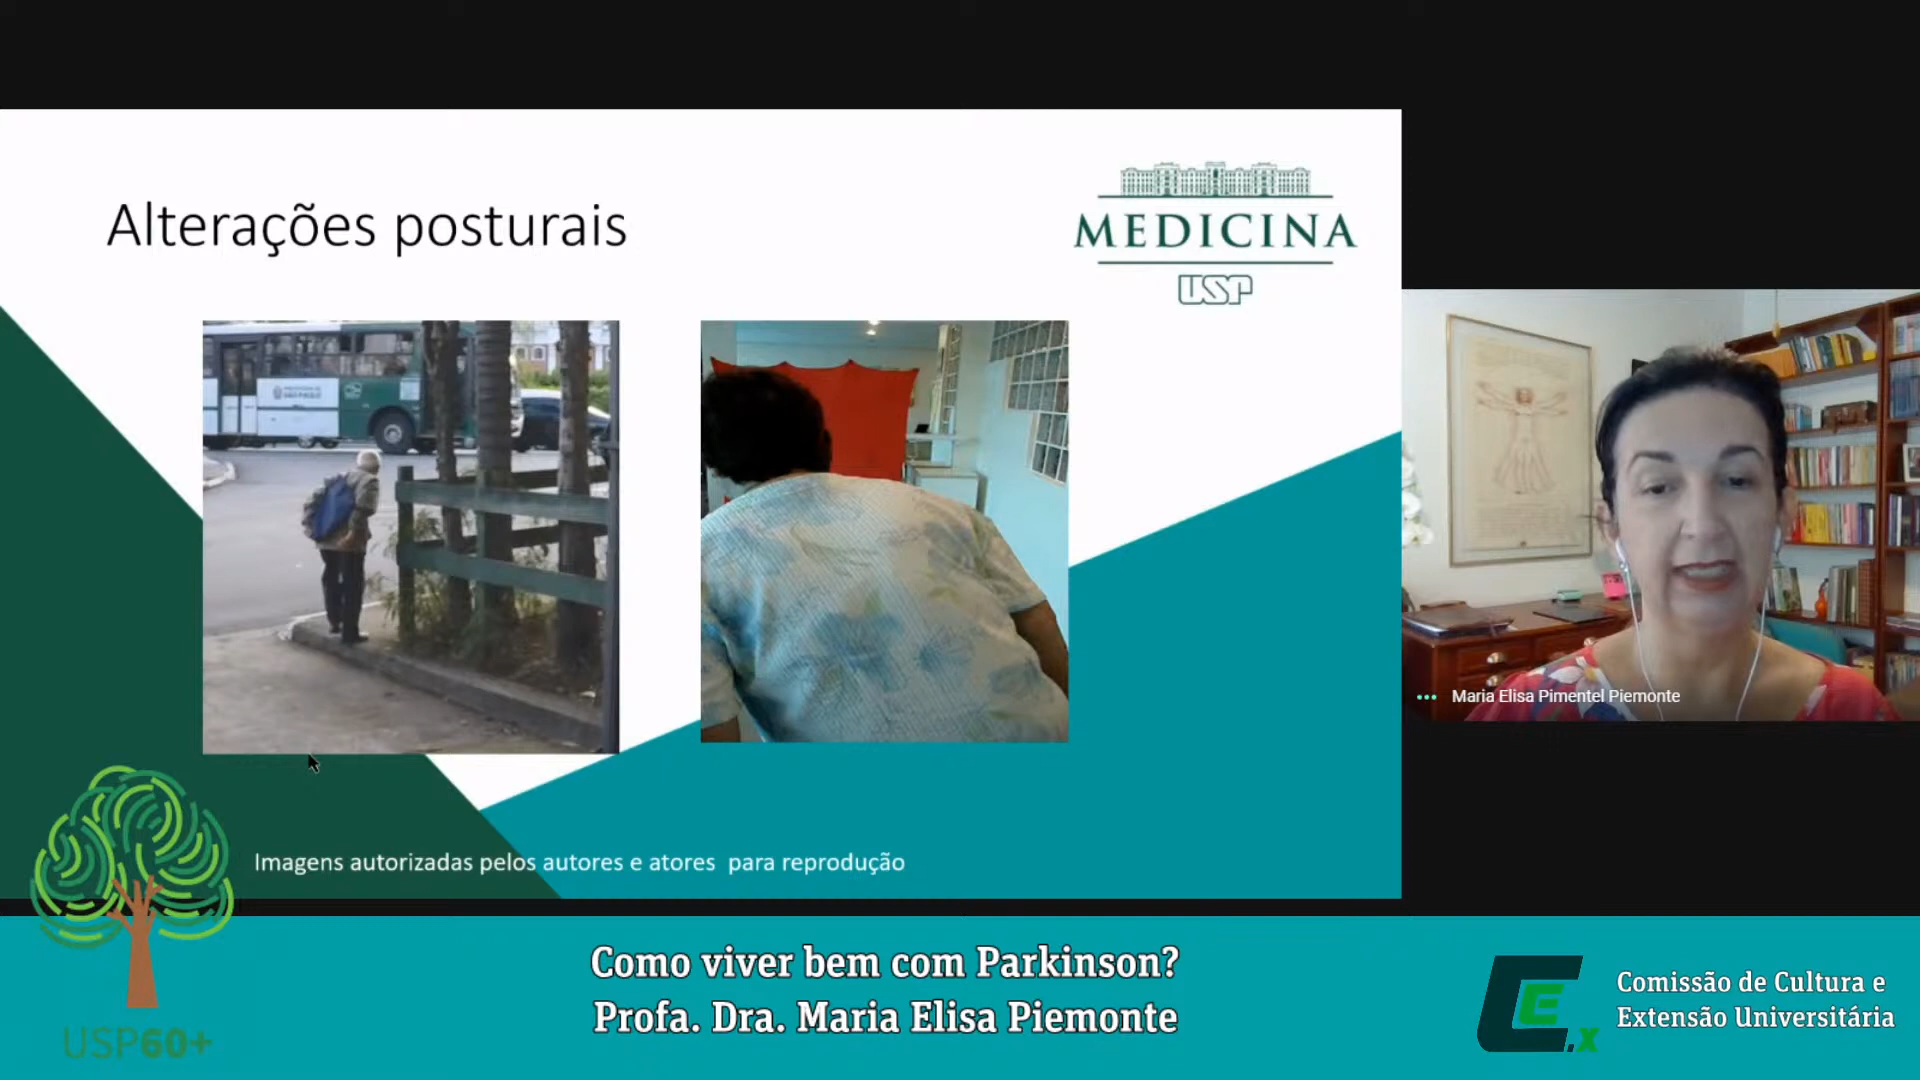 Alterações posturais
MEDICINA
USP
Imagens autorizadas pelos autores e atores para reprodução
Maria Elisa Pimentel Piemonte
Como viver bem com Parkinson?
Profa. Dra. Maria Elisa Piemonte
USP60+
CEx
Comissão de Cultura e
Extensão Universitária